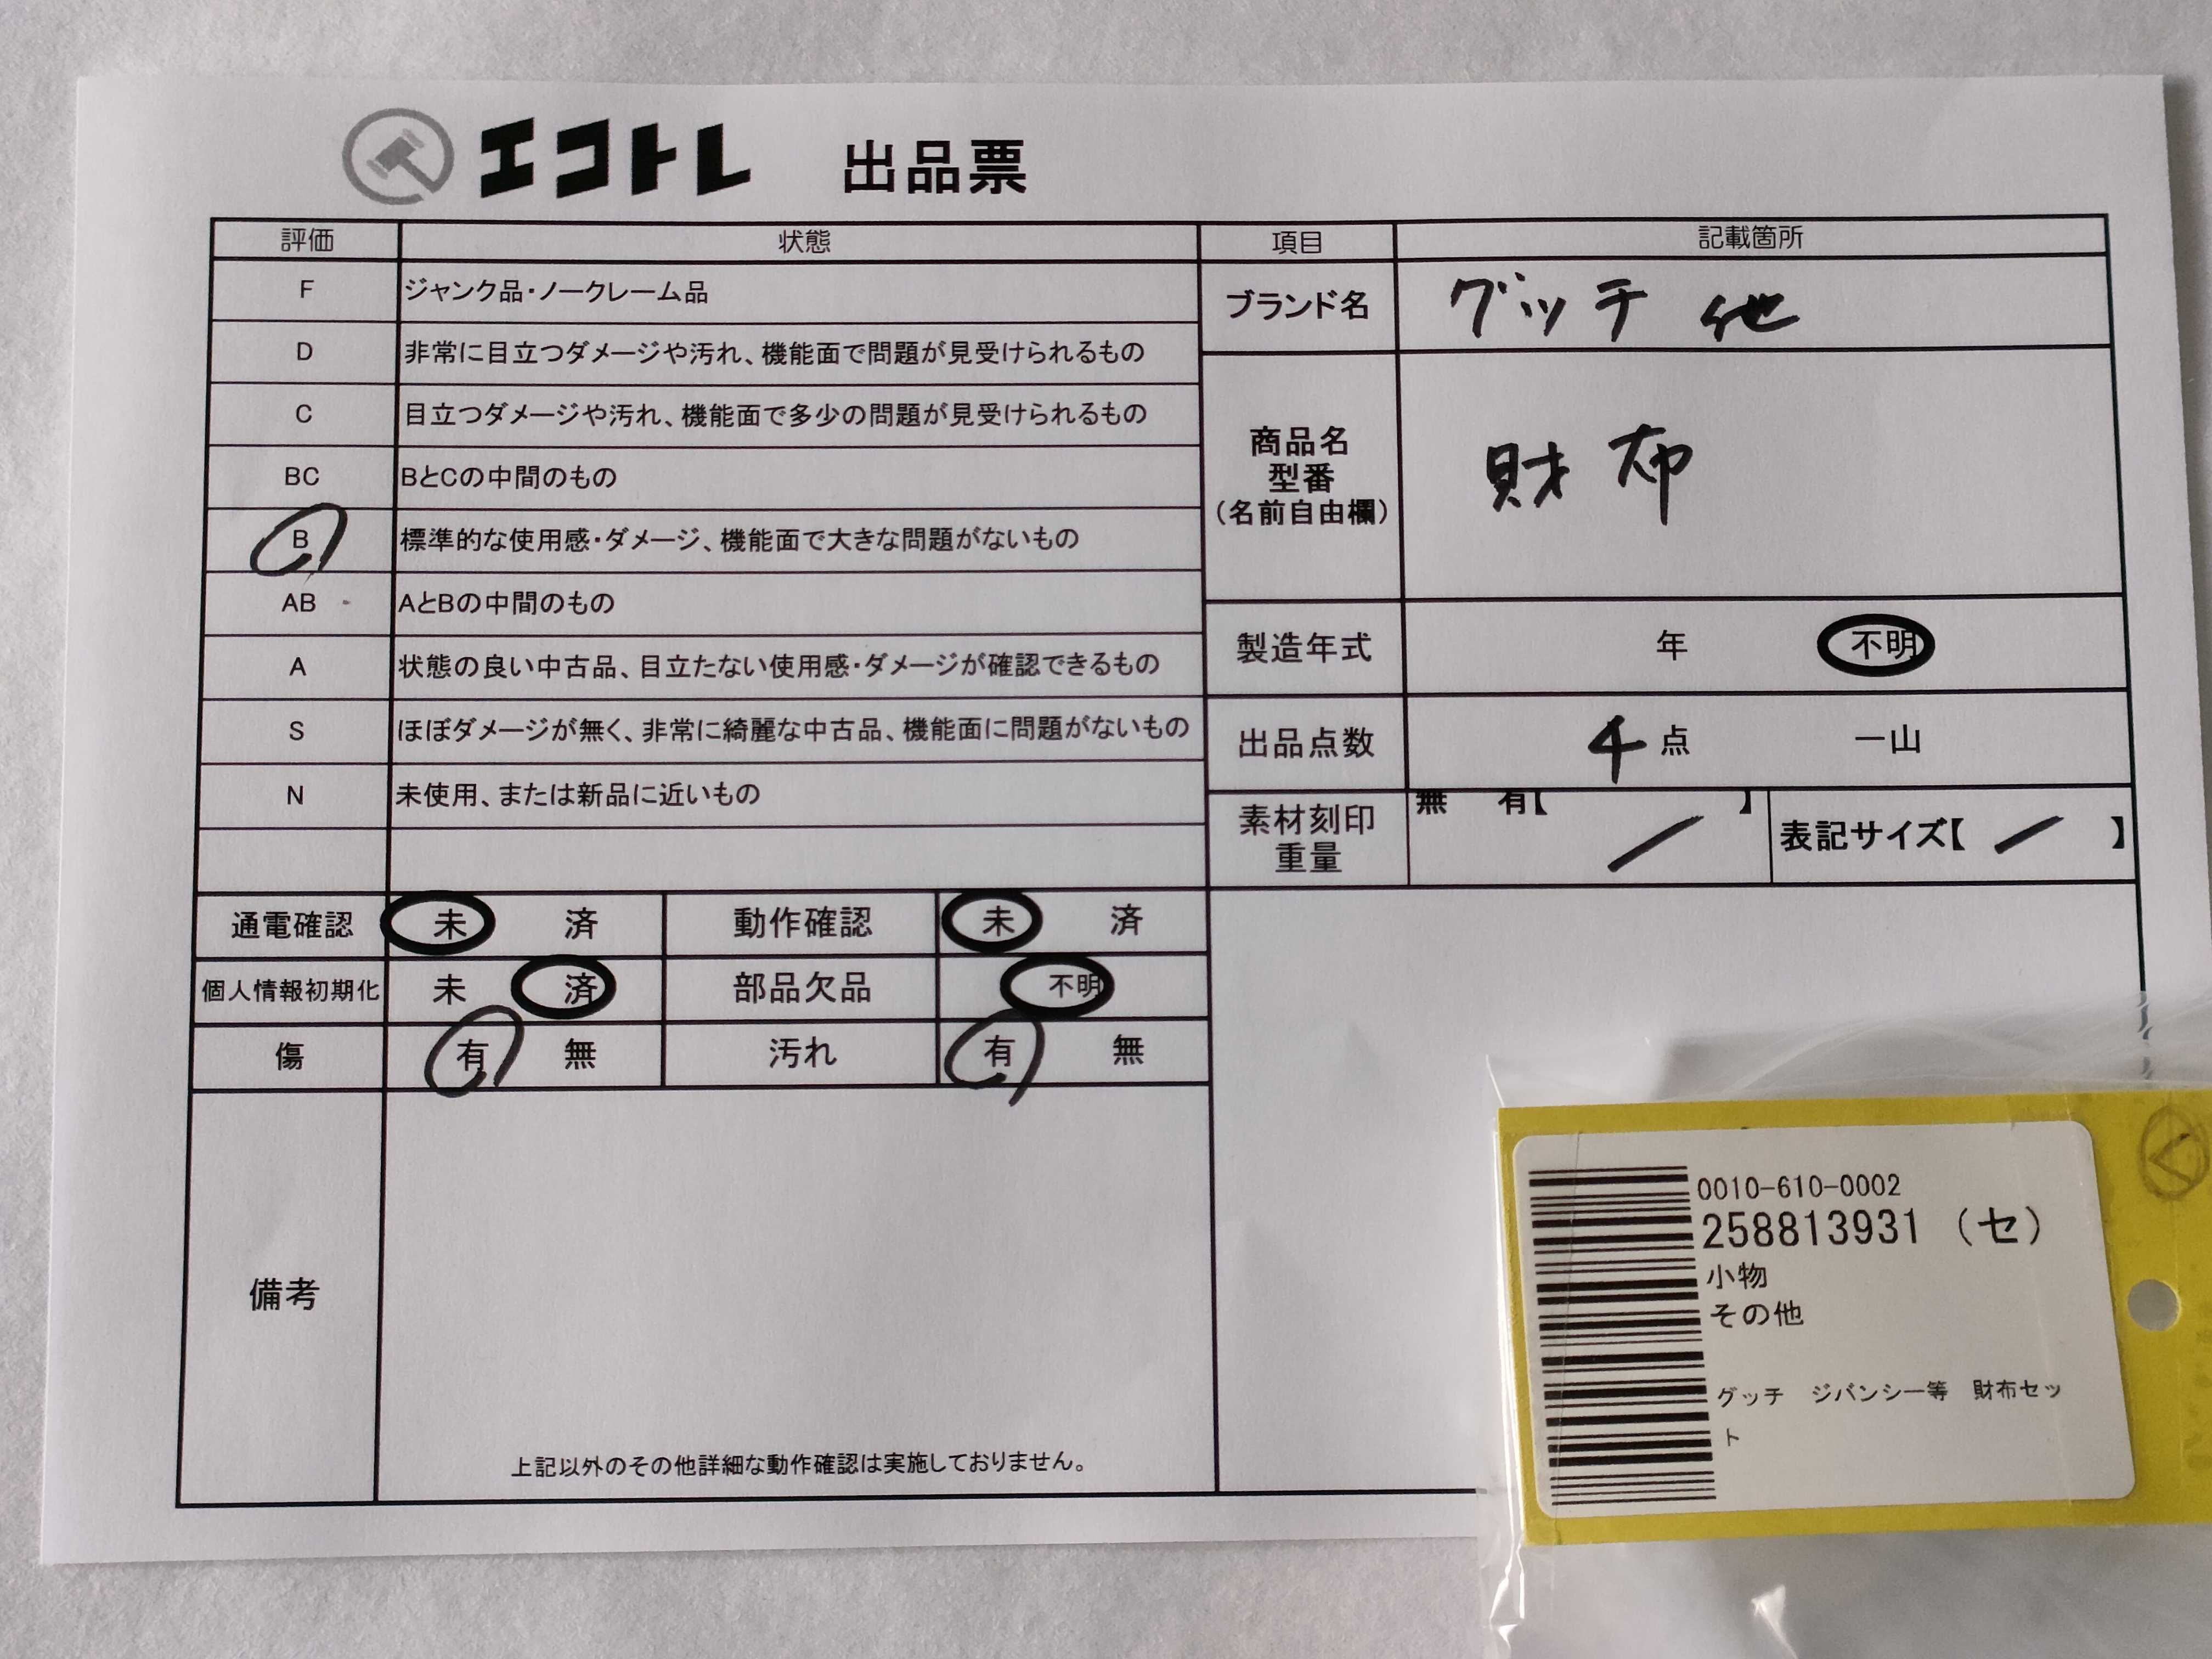 エコトレ 出品票
評価 状態 項目 記載箇所
F ジャンク品・ノークレーム品
D 非常に目立つダメージや汚れ、機能面で問題が見受けられるもの
C 目立つダメージや汚れ、機能面で多少の問題が見受けられるもの
BC BとCの中間のもの
B 標準的な使用感・ダメージ、機能面で大きな問題がないもの
AB AとBの中間のもの
A 状態の良い中古品、目立たない使用感・ダメージが確認できるもの
S ほぼダメージが無く、非常に綺麗な中古品、機能面に問題がないもの
N 未使用、または新品に近いもの
ブランド名 グッチ 他
商品名
型番
(名前自由欄)
財布
製造年式 年 不明
出品点数 4 点 一山
素材刻印
重量
無 有【 / 】 表記サイズ【 / 】
通電確認 未 済 動作確認 未 済
個人情報初期化 未 済 部品欠品 不明
傷 有 無 汚れ 有 無
備考
上記以外のその他詳細な動作確認は実施しておりません。
0010-610-0002
258813931 (セ)
小物
その他
グッチ ジバンシー等 財布セッ
ト